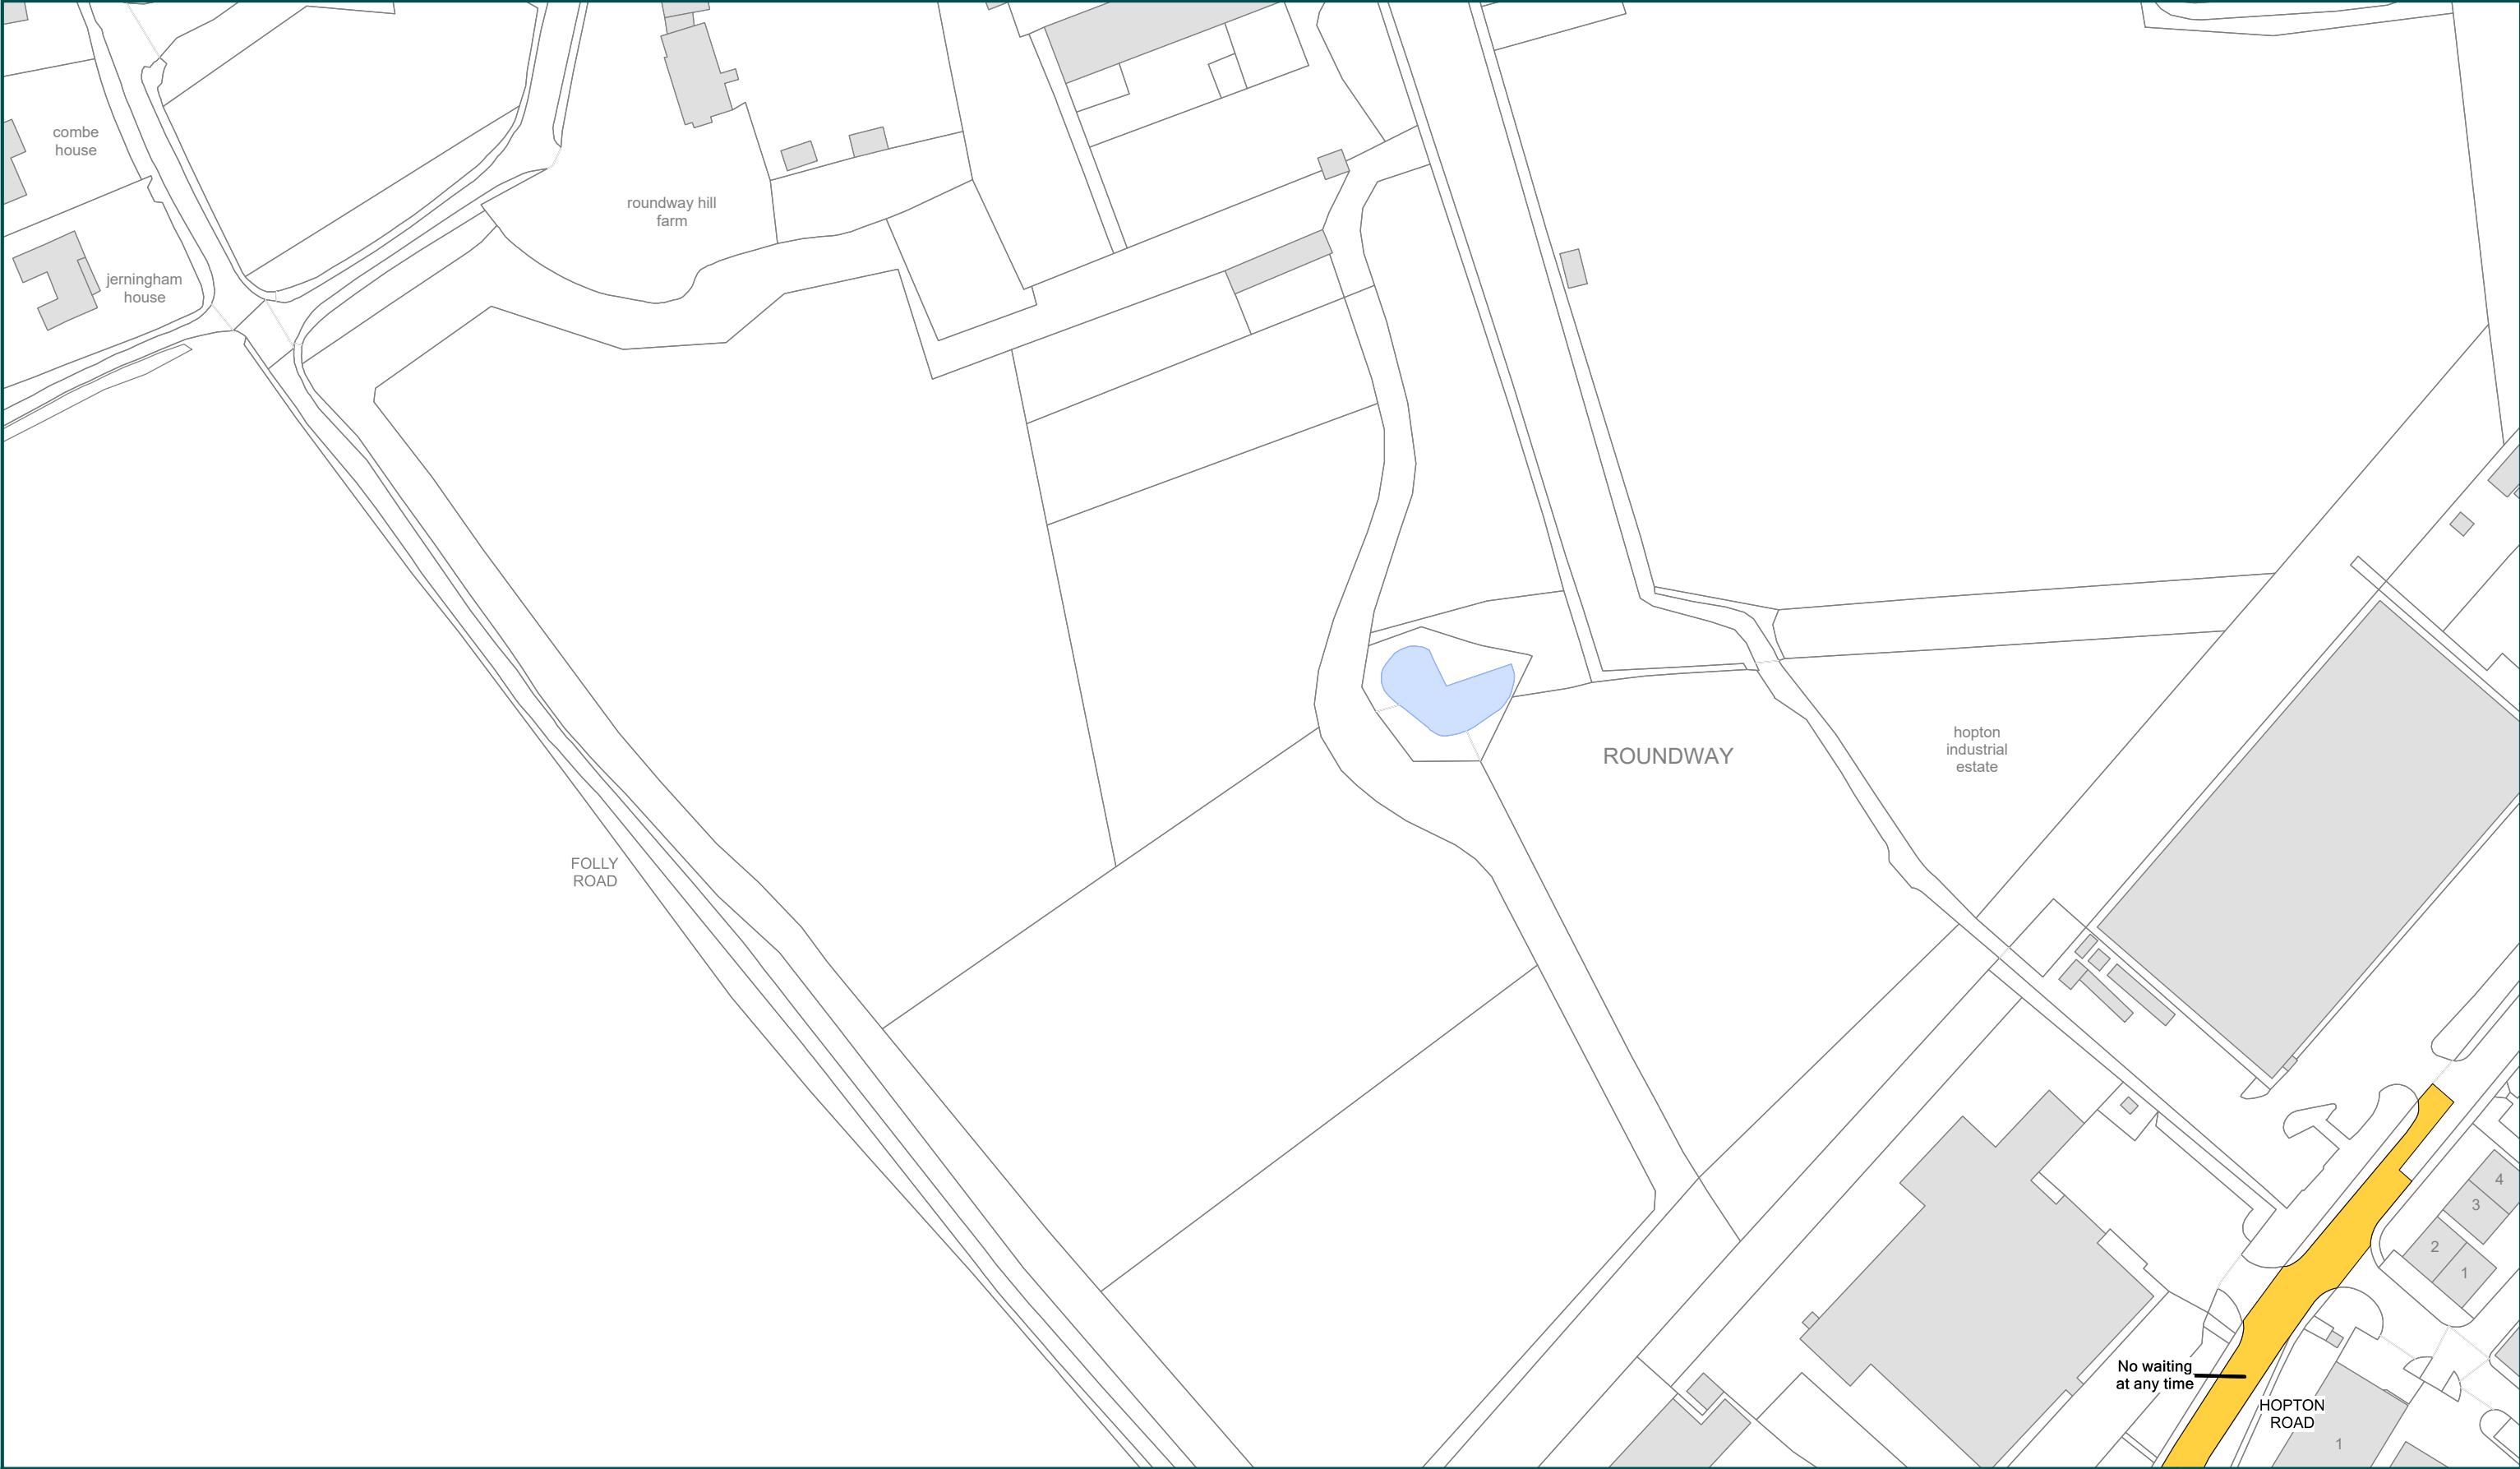 combe
house
roundway hill
farm
jerningham
house
hopton
industrial
estate
ROUNDWAY
FOLLY
ROAD
4
3
2
1
No waiting
at any time
HOPTON
ROAD
1